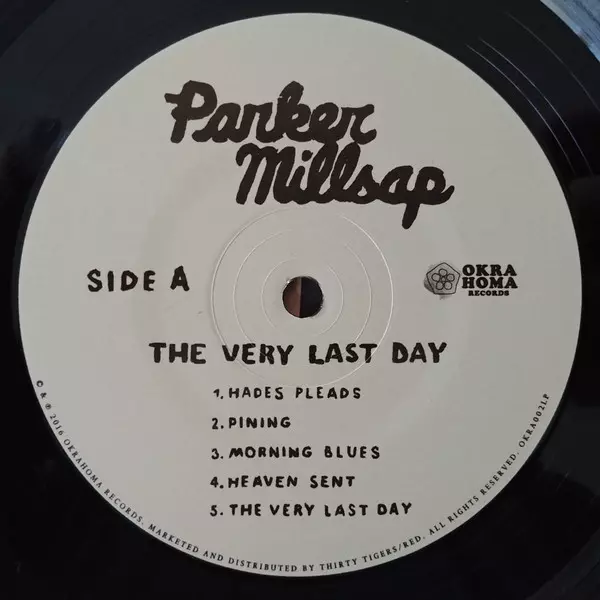 Parker
Millsap
SIDE A
OKRA
HOMA
RECORDS
THE VERY LAST DAY
1. HADES PLEADS
2. PINING
3. MORNING BLUES
4. HEAVEN SENT
5. THE VERY LAST DAY
© & ℗ 2016 OKRAHOMA RECORDS. MARKETED AND DISTRIBUTED BY THIRTY TIGERS/RED. ALL RIGHTS RESERVED. OKRA002LP